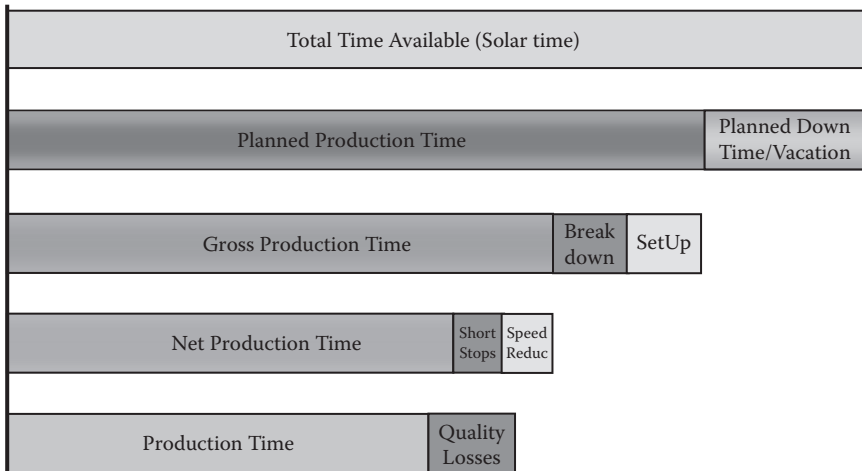 Total Time Available (Solar time)
Planned Production Time
Planned Down
Time/Vacation
Gross Production Time
Break
down
SetUp
Net Production Time
Short
Stops
Speed
Reduc
Production Time
Quality
Losses